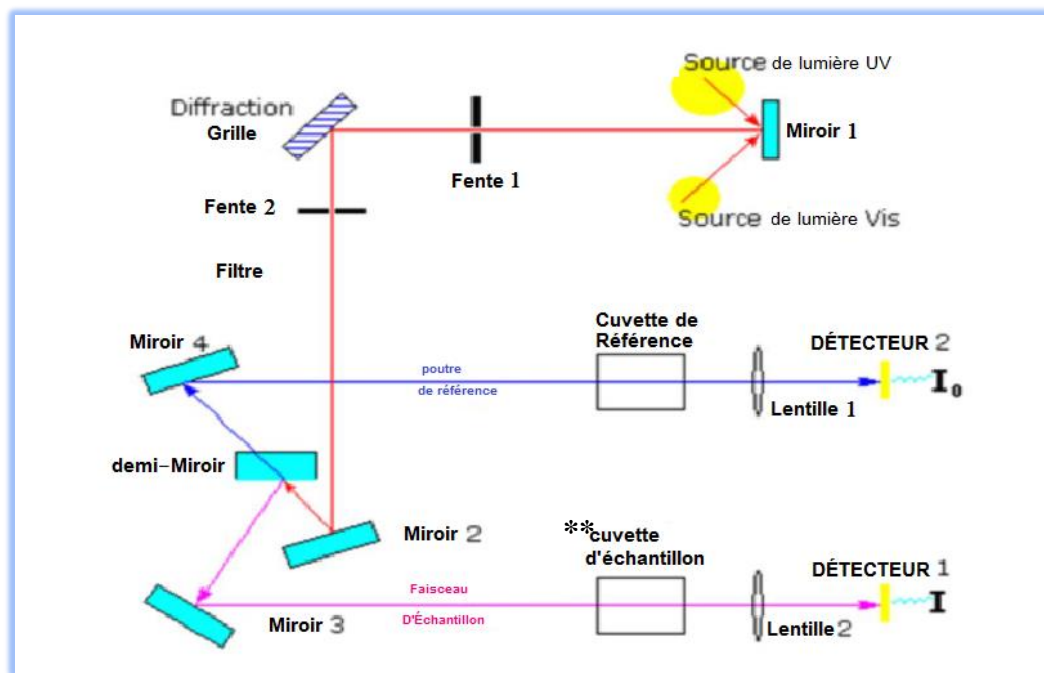 Source de lumière UV
Diffraction
Grille
Miroir 1
Fente 1
Fente 2
Source de lumière Vis
Filtre
Cuvette de
Référence
Miroir 4
DÉTECTEUR 2
poutre
de référence
I₀
Lentille 1
demi-Miroir
**cuvette
d'échantillon
Miroir 2
DÉTECTEUR 1
Faisceau
D'Échantillon
I
Miroir 3
Lentille 2